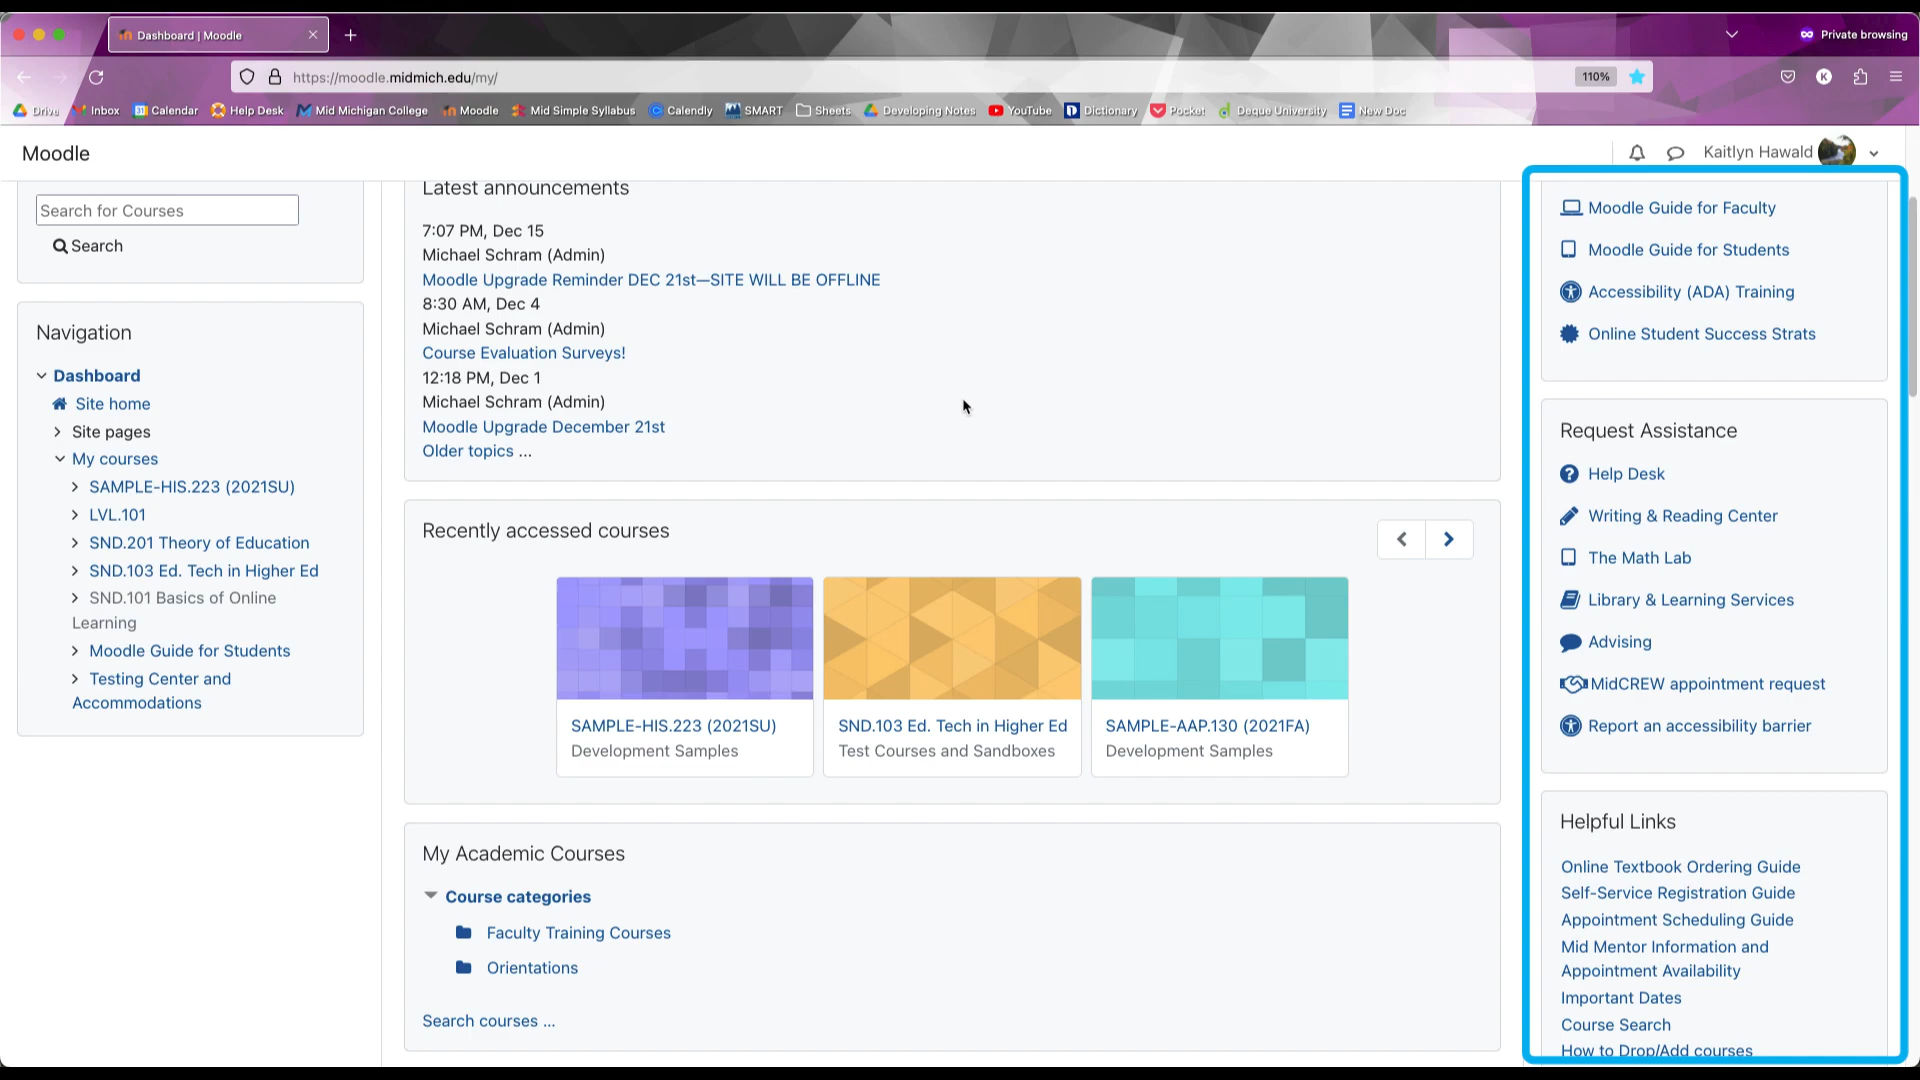 Dashboard | Moodle
Private browsing
https://moodle.midmich.edu/my/
110%
K
Drive
Inbox
Calendar
Help Desk
Mid Michigan College
Moodle
Mid Simple Syllabus
Calendly
SMART
Sheets
Developing Notes
YouTube
Dictionary
Pocket
Deque University
New Doc
Moodle
Kaitlyn Hawald
Search for Courses
Search
Navigation
Dashboard
Site home
Site pages
My courses
SAMPLE-HIS.223 (2021SU)
LVL.101
SND.201 Theory of Education
SND.103 Ed. Tech in Higher Ed
SND.101 Basics of Online
Learning
Moodle Guide for Students
Testing Center and
Accommodations
Latest announcements
7:07 PM, Dec 15
Michael Schram (Admin)
Moodle Upgrade Reminder DEC 21st—SITE WILL BE OFFLINE
8:30 AM, Dec 4
Michael Schram (Admin)
Course Evaluation Surveys!
12:18 PM, Dec 1
Michael Schram (Admin)
Moodle Upgrade December 21st
Older topics ...
Recently accessed courses
SAMPLE-HIS.223 (2021SU)
Development Samples
SND.103 Ed. Tech in Higher Ed
Test Courses and Sandboxes
SAMPLE-AAP.130 (2021FA)
Development Samples
My Academic Courses
Course categories
Faculty Training Courses
Orientations
Search courses ...
Moodle Guide for Faculty
Moodle Guide for Students
Accessibility (ADA) Training
Online Student Success Strats
Request Assistance
Help Desk
Writing & Reading Center
The Math Lab
Library & Learning Services
Advising
MidCREW appointment request
Report an accessibility barrier
Helpful Links
Online Textbook Ordering Guide
Self-Service Registration Guide
Appointment Scheduling Guide
Mid Mentor Information and
Appointment Availability
Important Dates
Course Search
How to Drop/Add courses